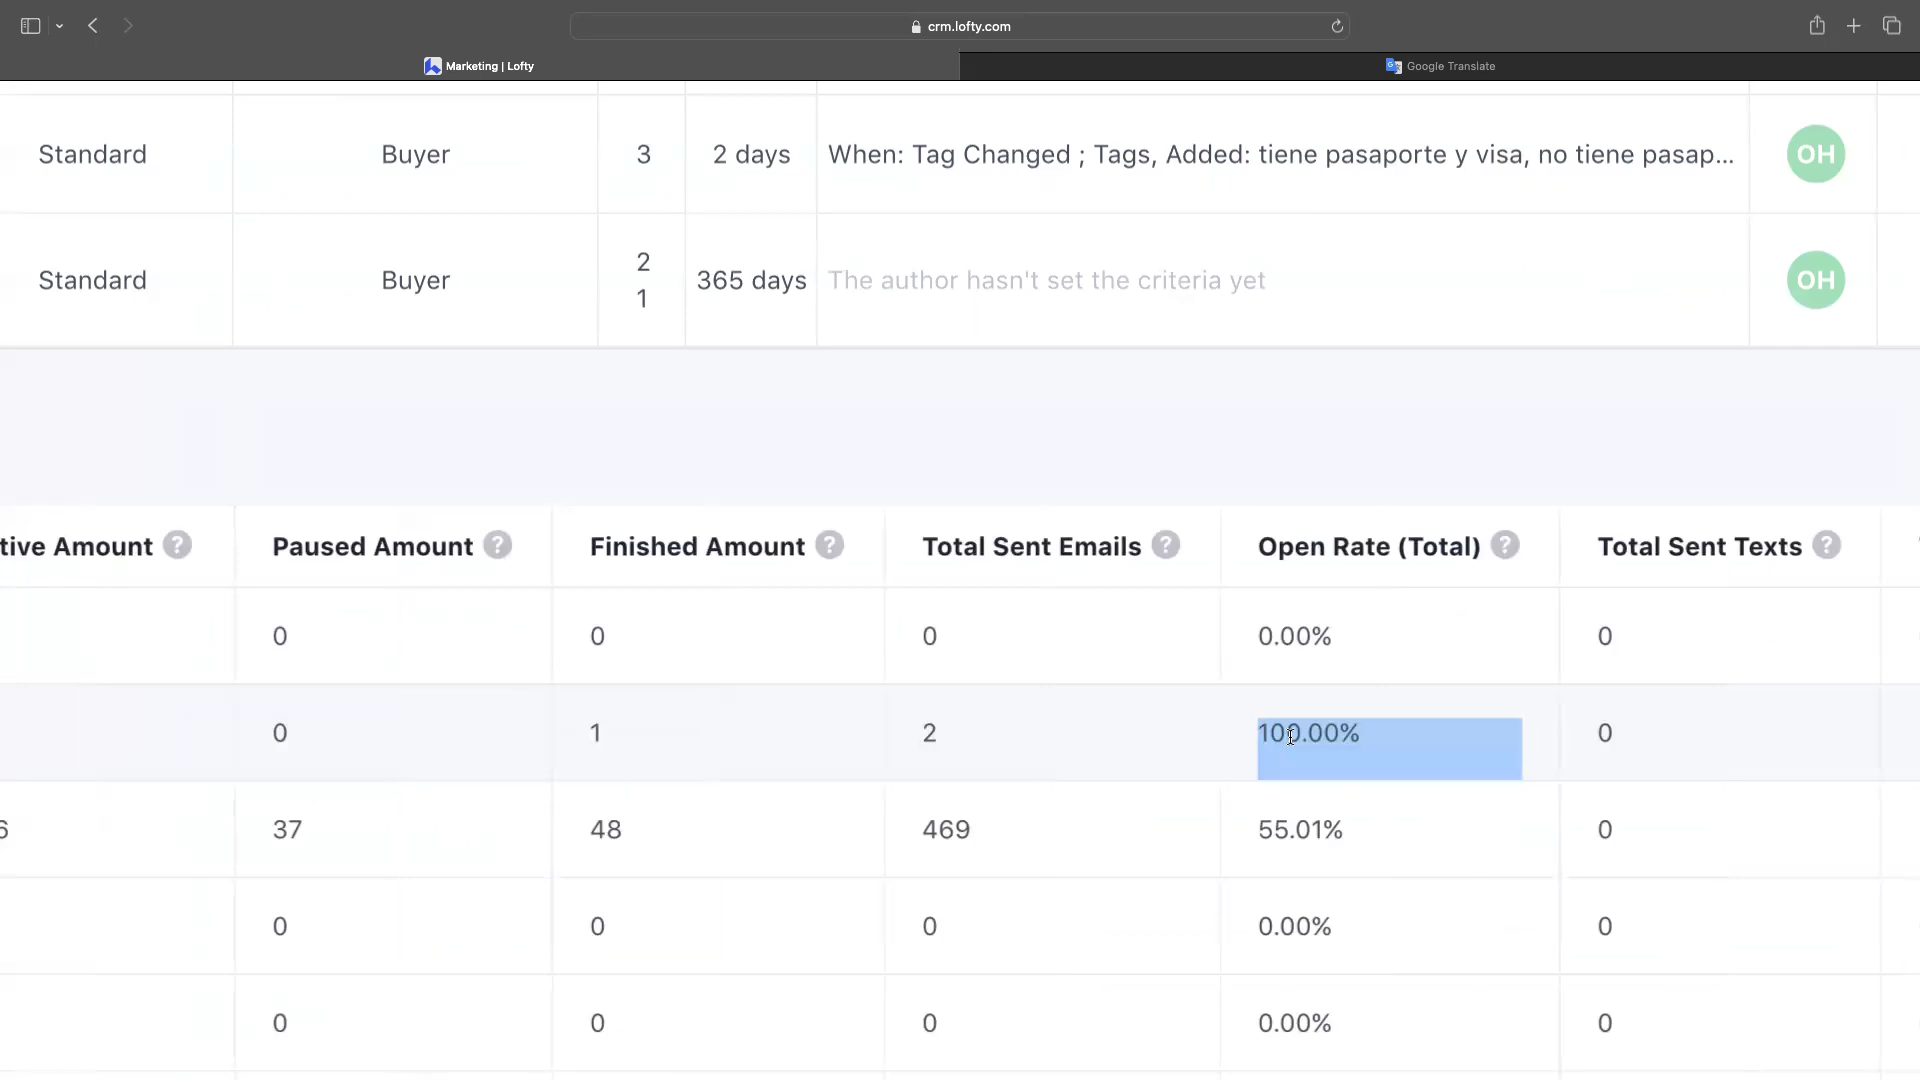 crm.lofty.com
Marketing | Lofty
Google Translate
Standard Buyer 3 2 days When: Tag Changed ; Tags, Added: tiene pasaporte y visa, no tiene pasap... OH
Standard Buyer 2 1 365 days The author hasn't set the criteria yet OH
tive Amount ? Paused Amount ? Finished Amount ? Total Sent Emails ? Open Rate (Total) ? Total Sent Texts ?
0 0 0 0.00% 0
0 1 2 100.00% 0
6 37 48 469 55.01% 0
0 0 0 0.00% 0
0 0 0 0.00% 0